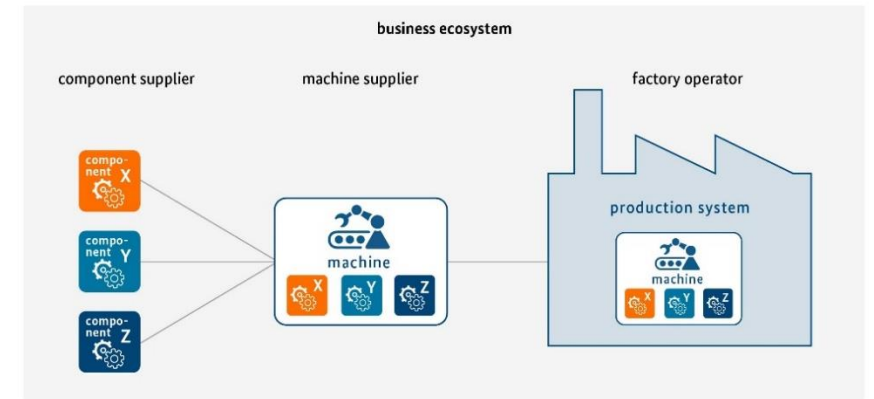 business ecosystem
component supplier
machine supplier
factory operator
compo-
nent X
compo-
nent Y
compo-
nent Z
machine
X
Y
Z
production system
machine
X
Y
Z